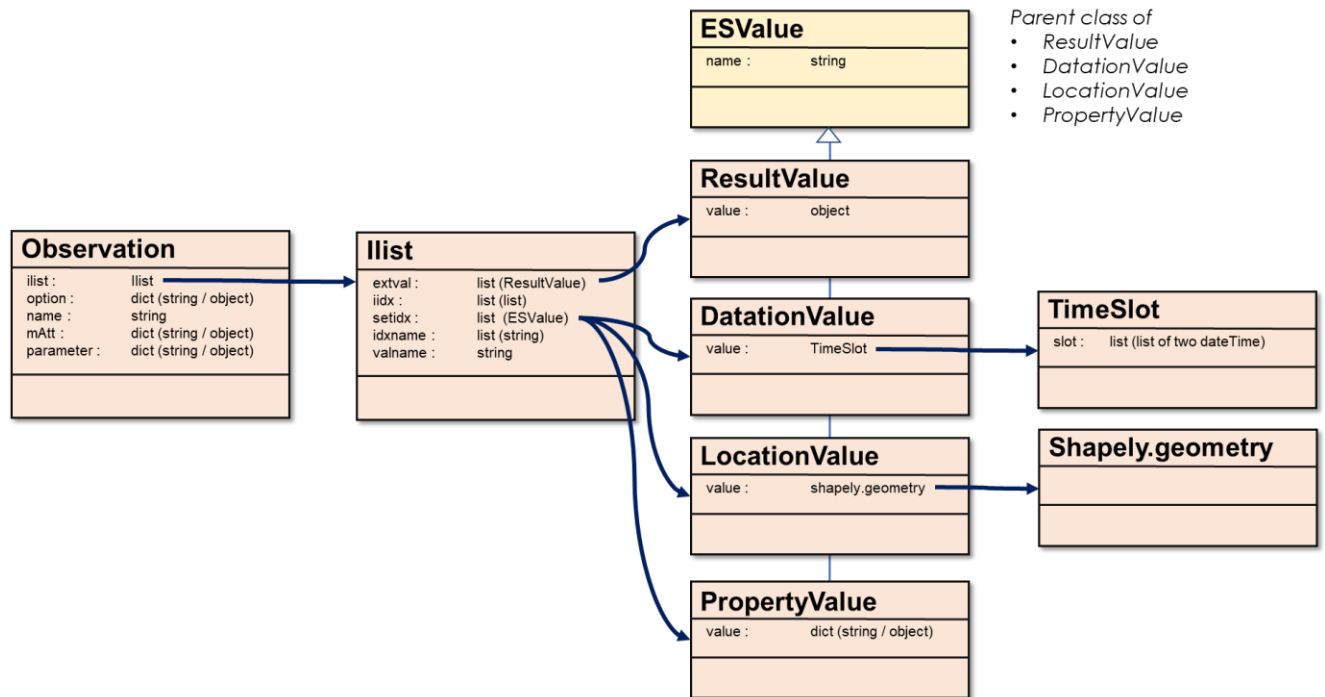 ESValue
name : string
Parent class of
• ResultValue
• DatationValue
• LocationValue
• PropertyValue
ResultValue
value : object
Observation
ilist : Ilist
option : dict (string / object)
name : string
mAtt : dict (string / object)
parameter : dict (string / object)
Ilist
extval : list (ResultValue)
iidx : list (list)
setidx : list (ESValue)
idxname : list (string)
valname : string
DatationValue
value : TimeSlot
TimeSlot
slot : list (list of two dateTime)
LocationValue
value : shapely.geometry
Shapely.geometry
PropertyValue
value : dict (string / object)